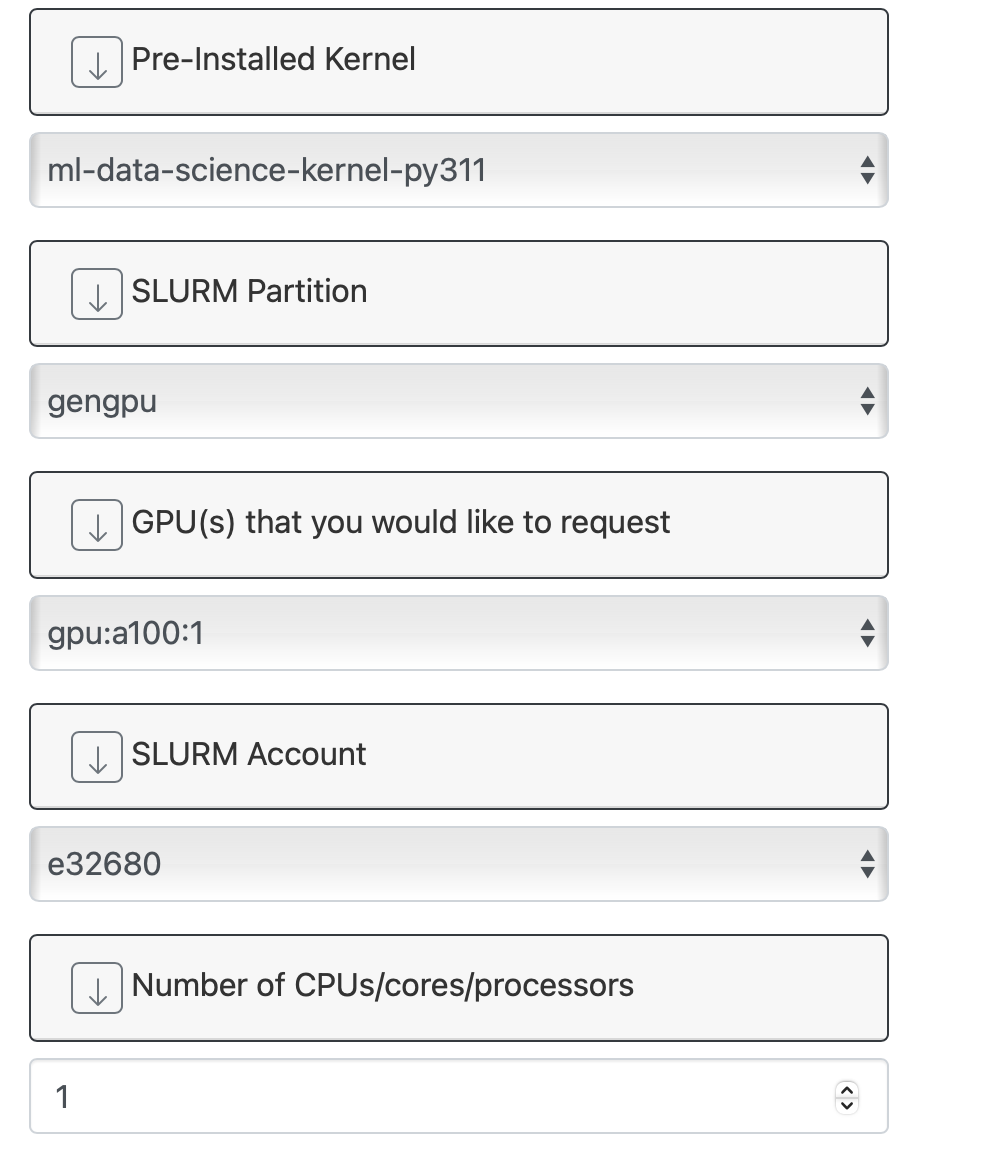 Pre-Installed Kernel
ml-data-science-kernel-py311
SLURM Partition
gengpu
GPU(s) that you would like to request
gpu:a100:1
SLURM Account
e32680
Number of CPUs/cores/processors
1